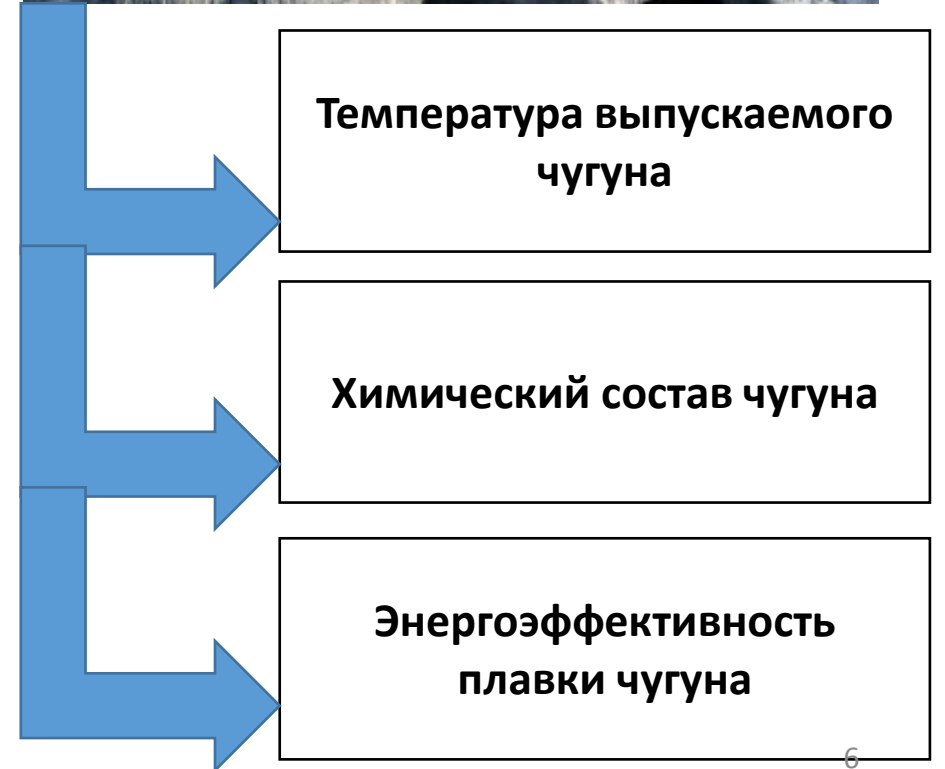 Температура выпускаемого
чугуна
Химический состав чугуна
Энергоэффективность
плавки чугуна
6